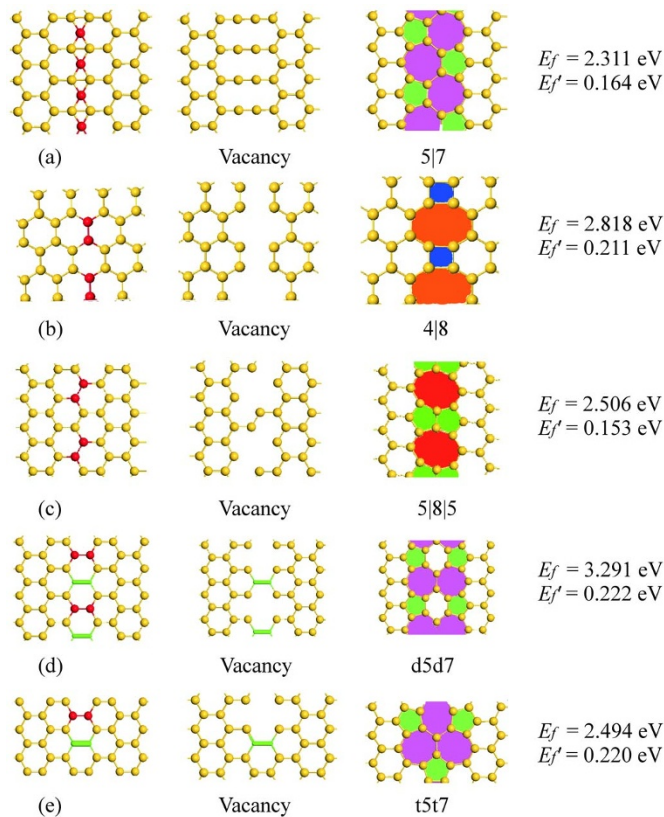 E_f = 2.311 eV
E_f′ = 0.164 eV
(a) Vacancy 5|7
E_f = 2.818 eV
E_f′ = 0.211 eV
(b) Vacancy 4|8
E_f = 2.506 eV
E_f′ = 0.153 eV
(c) Vacancy 5|8|5
E_f = 3.291 eV
E_f′ = 0.222 eV
(d) Vacancy d5d7
E_f = 2.494 eV
E_f′ = 0.220 eV
(e) Vacancy t5t7